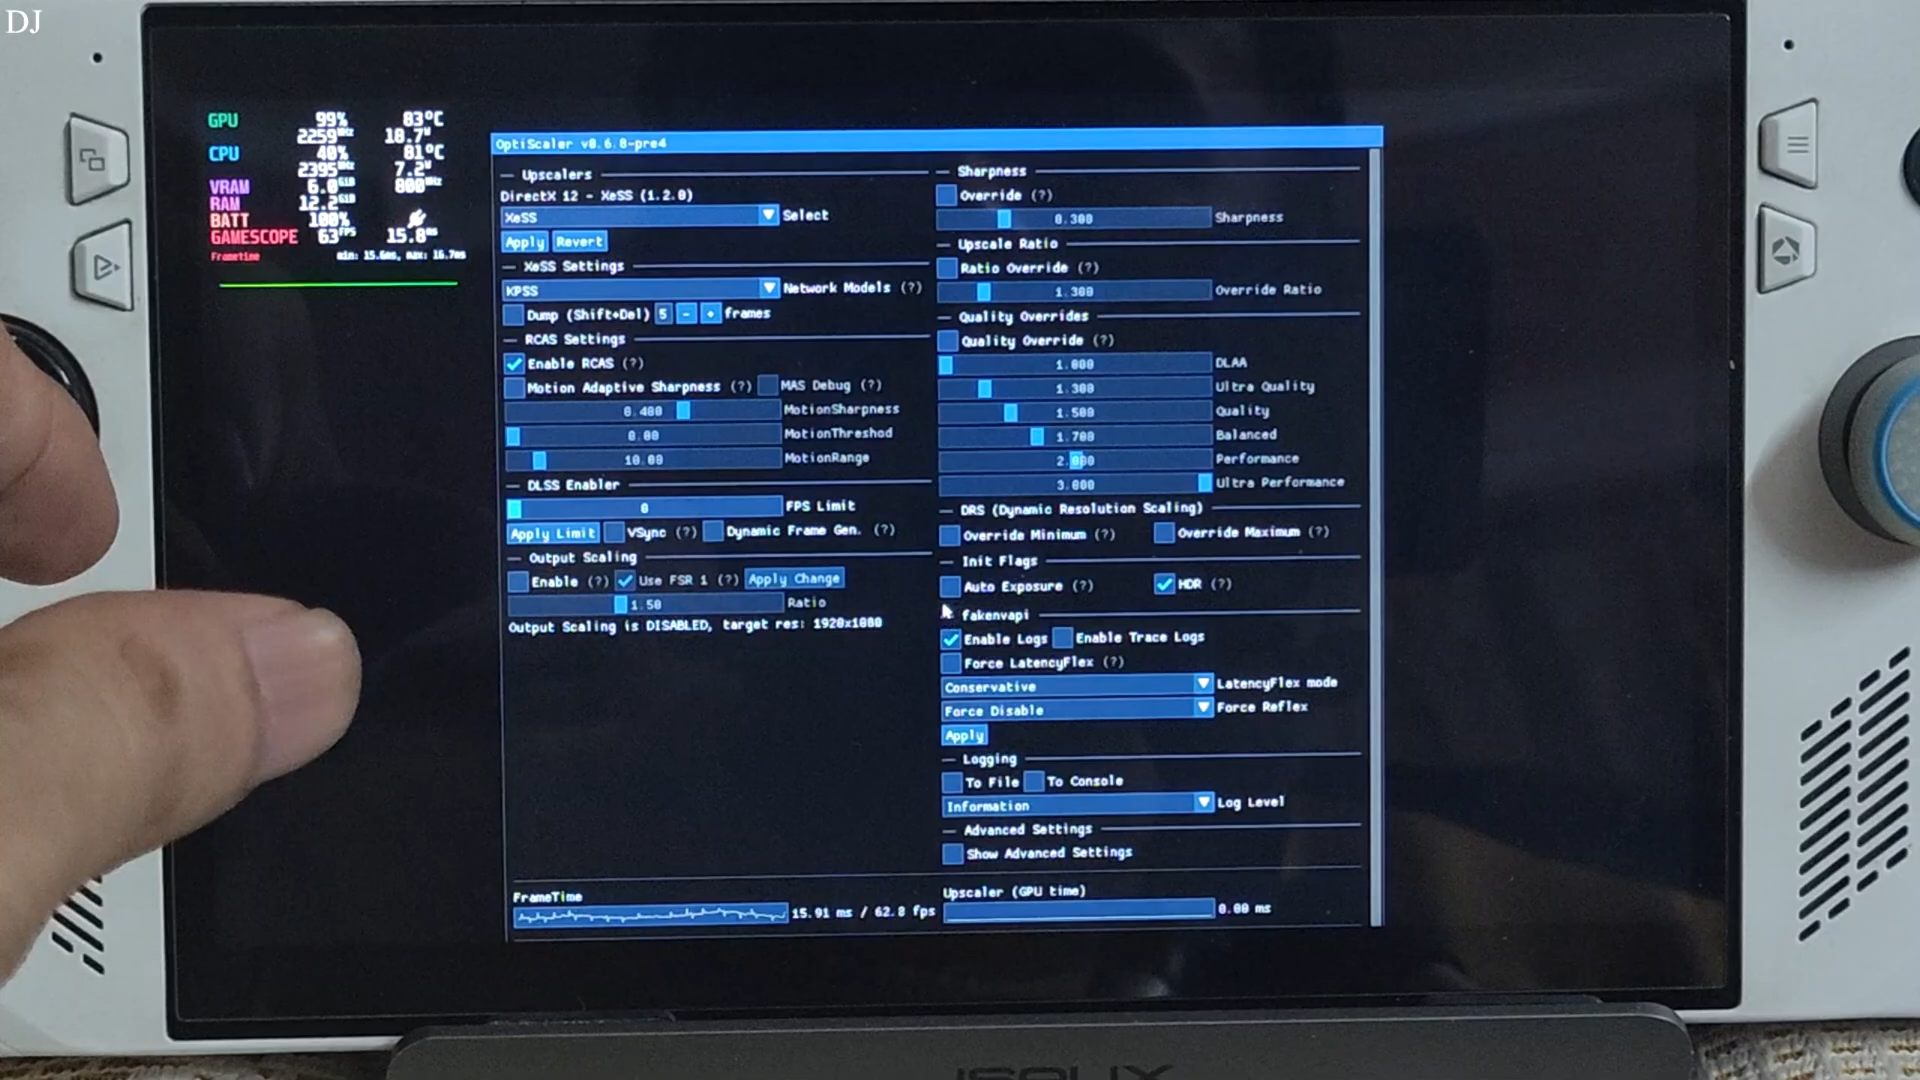 DJ
GPU 99% 83°C
2259MHz 18.7W
CPU 40% 81°C
2395MHz 7.2W
VRAM 6.0GiB 800MHz
RAM 12.2GiB
BATT 100%
GAMESCOPE 63FPS 15.8ms
Frametime min: 15.6ms, max: 16.7ms
OptiScaler v0.6.8-pre4
Upscalers
DirectX 12 - XeSS (1.2.0)
XeSS Select
Apply Revert
XeSS Settings
KPSS Network Models (?)
Dump (Shift+Del) 5 - + frames
RCAS Settings
Enable RCAS (?)
Motion Adaptive Sharpness (?) MAS Debug (?)
0.400 MotionSharpness
0.00 MotionThreshod
10.00 MotionRange
DLSS Enabler
0 FPS Limit
Apply Limit VSync (?) Dynamic Frame Gen. (?)
Output Scaling
Enable (?) Use FSR 1 (?) Apply Change
1.50 Ratio
Output Scaling is DISABLED, target res: 1920x1080
FrameTime
15.91 ms / 62.8 fps
Sharpness
Override (?)
0.300 Sharpness
Upscale Ratio
Ratio Override (?)
1.300 Override Ratio
Quality Overrides
Quality Override (?)
1.000 DLAA
1.300 Ultra Quality
1.500 Quality
1.700 Balanced
2.000 Performance
3.000 Ultra Performance
DRS (Dynamic Resolution Scaling)
Override Minimum (?) Override Maximum (?)
Init Flags
Auto Exposure (?) HDR (?)
fakenvapi
Enable Logs Enable Trace Logs
Force LatencyFlex (?)
Conservative LatencyFlex mode
Force Disable Force Reflex
Apply
Logging
To File To Console
Information Log Level
Advanced Settings
Show Advanced Settings
Upscaler (GPU time)
0.00 ms